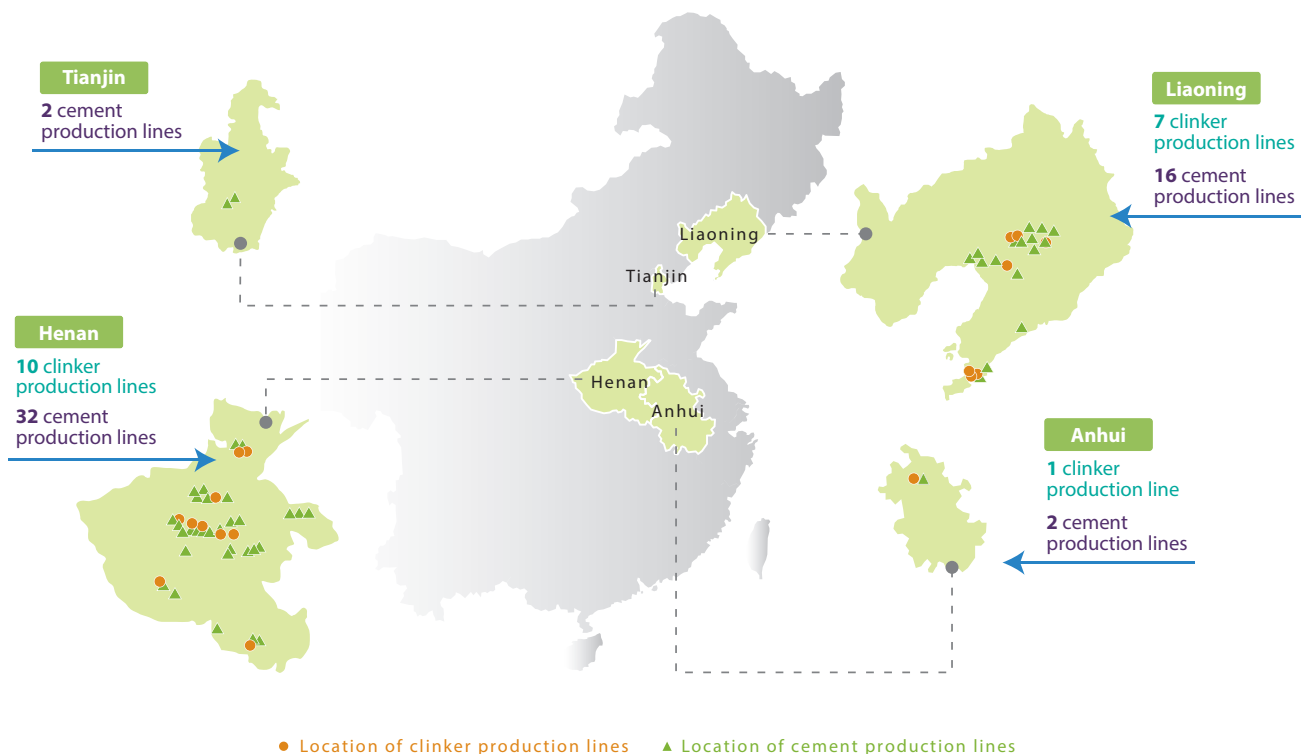 Tianjin
2 cement
production lines
Liaoning
7 clinker
production lines
16 cement
production lines
Liaoning
Tianjin
Henan
10 clinker
production lines
32 cement
production lines
Henan
Anhui
Anhui
1 clinker
production line
2 cement
production lines
Location of clinker production lines
Location of cement production lines